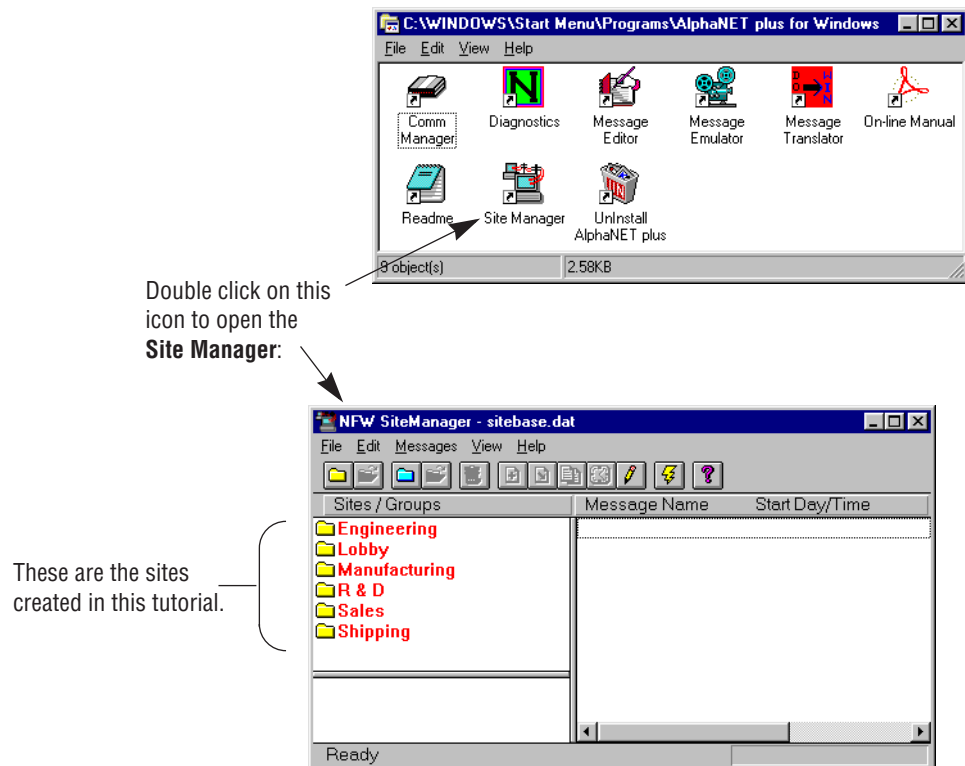 C:\WINDOWS\Start Menu\Programs\AlphaNET plus for Windows
File Edit View Help
Comm Manager
Diagnostics
Message Editor
Message Emulator
DOS WIN
Message Translator
On-line Manual
Readme
Site Manager
UnInstall AlphaNET plus
9 object(s) 2.58KB
Double click on this
icon to open the
Site Manager:
NFW SiteManager - sitebase.dat
File Edit Messages View Help
Sites / Groups Message Name Start Day/Time
Engineering
Lobby
Manufacturing
R & D
Sales
Shipping
These are the sites
created in this tutorial.
Ready